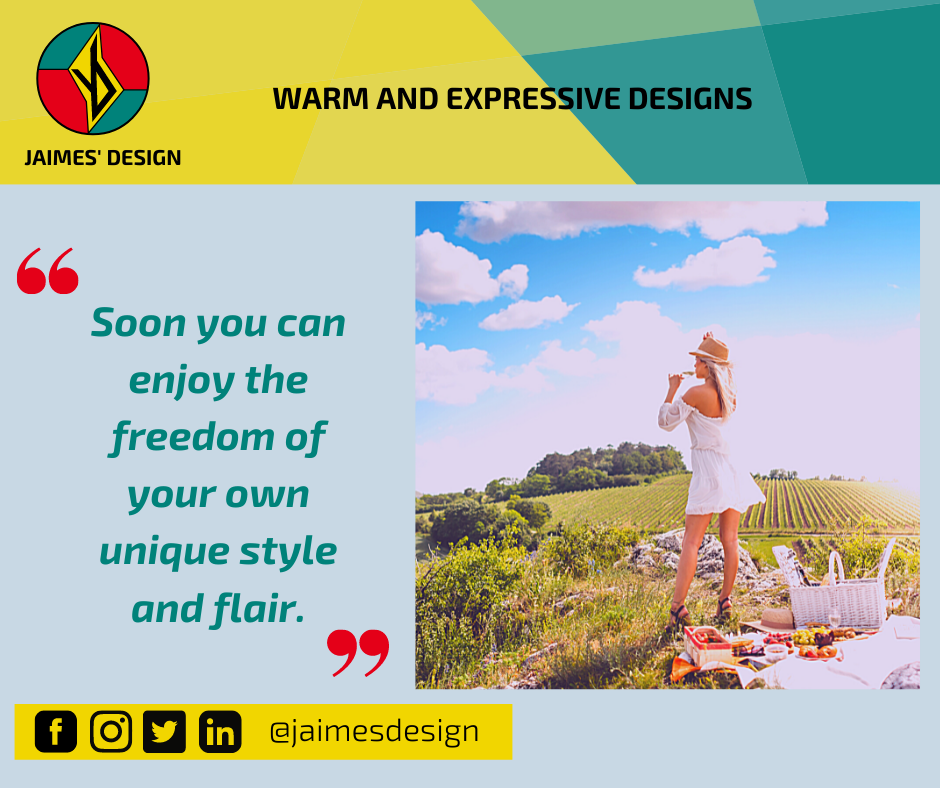 WARM AND EXPRESSIVE DESIGNS
JAIMES' DESIGN
“
Soon you can
enjoy the
freedom of
your own
unique style
and flair.
”
@jaimesdesign